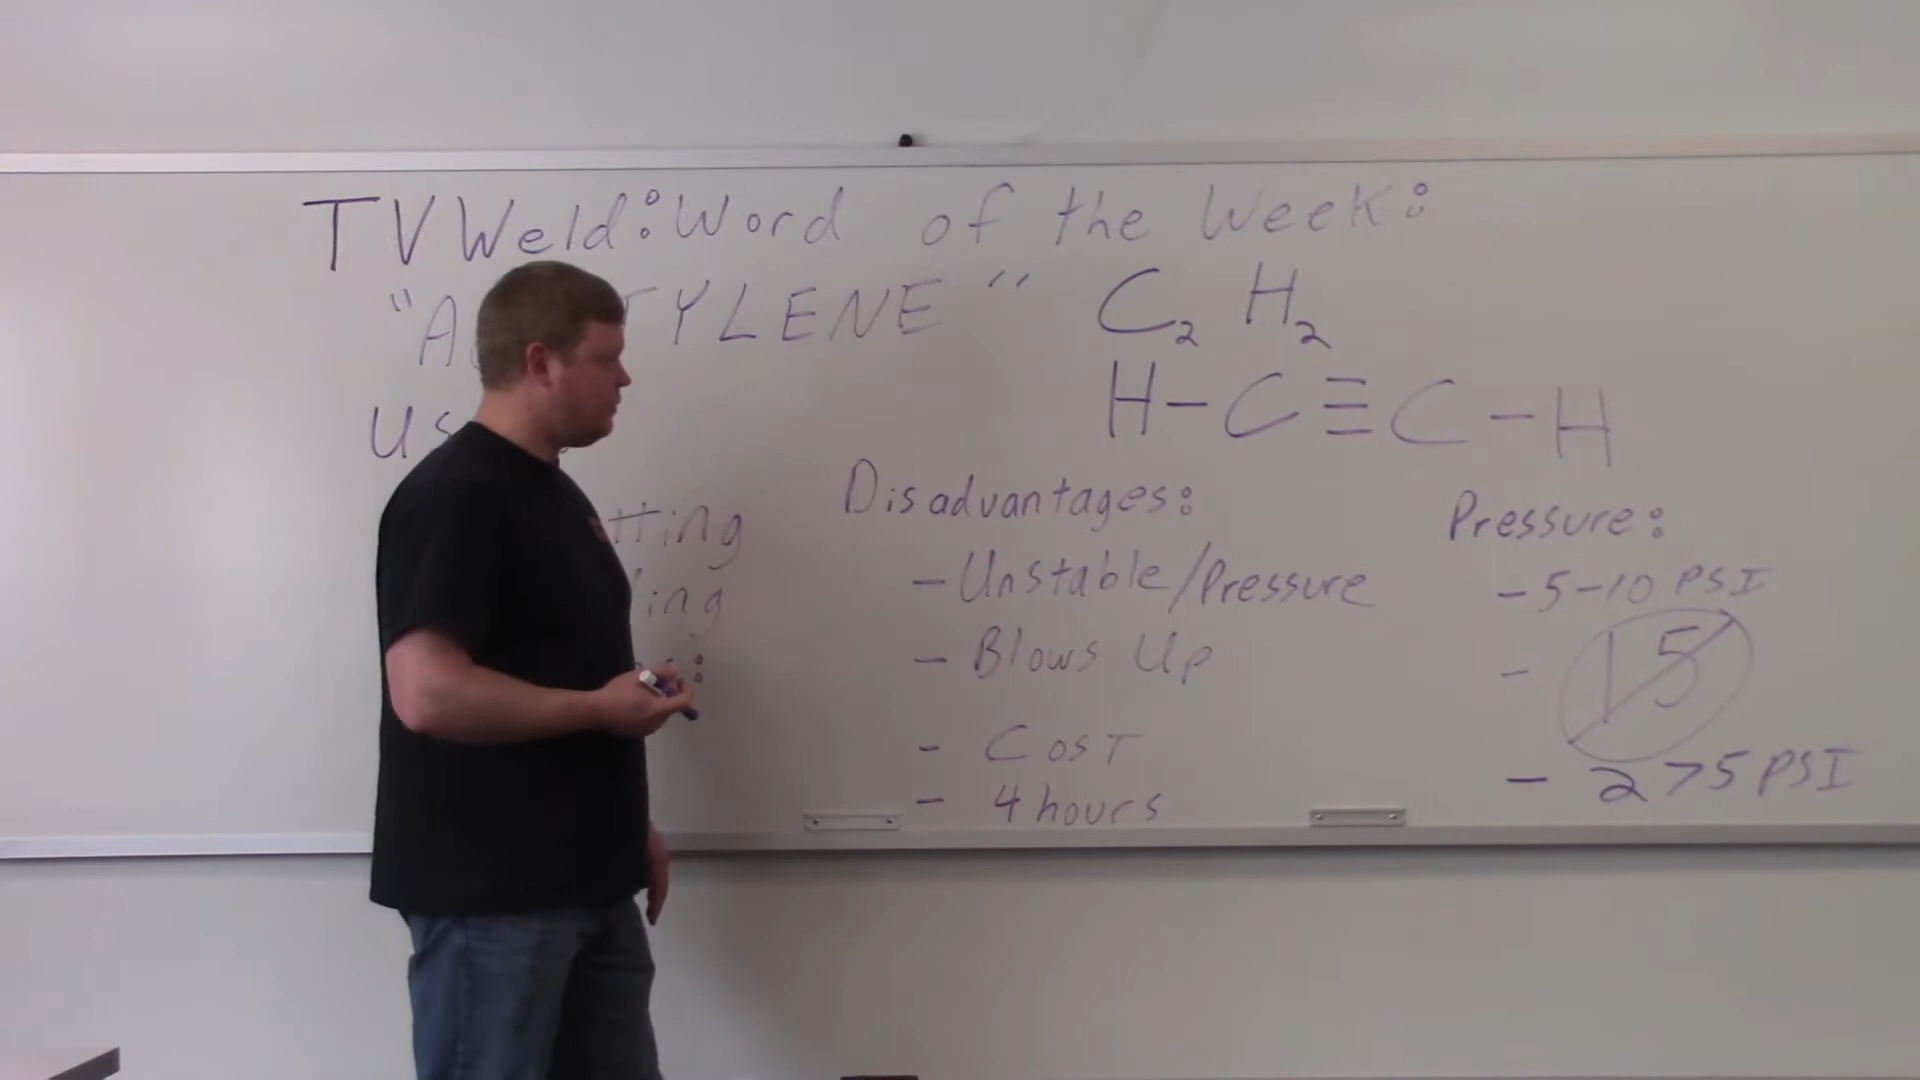 TV Weld: Word of the Week:
"A TYLENE" C2 H2
H-C≡C-H
Us
tting
ling
Disadvantages:
- Unstable/Pressure
- Blows Up
- Cost
- 4 hours
Pressure:
- 5-10 PSI
- 15
- 275 PSI